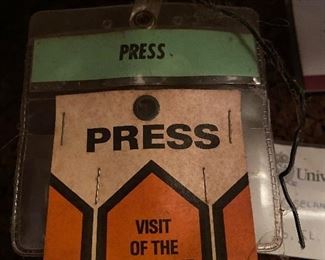 PRESS
PRESS
VISIT
OF THE
Univ